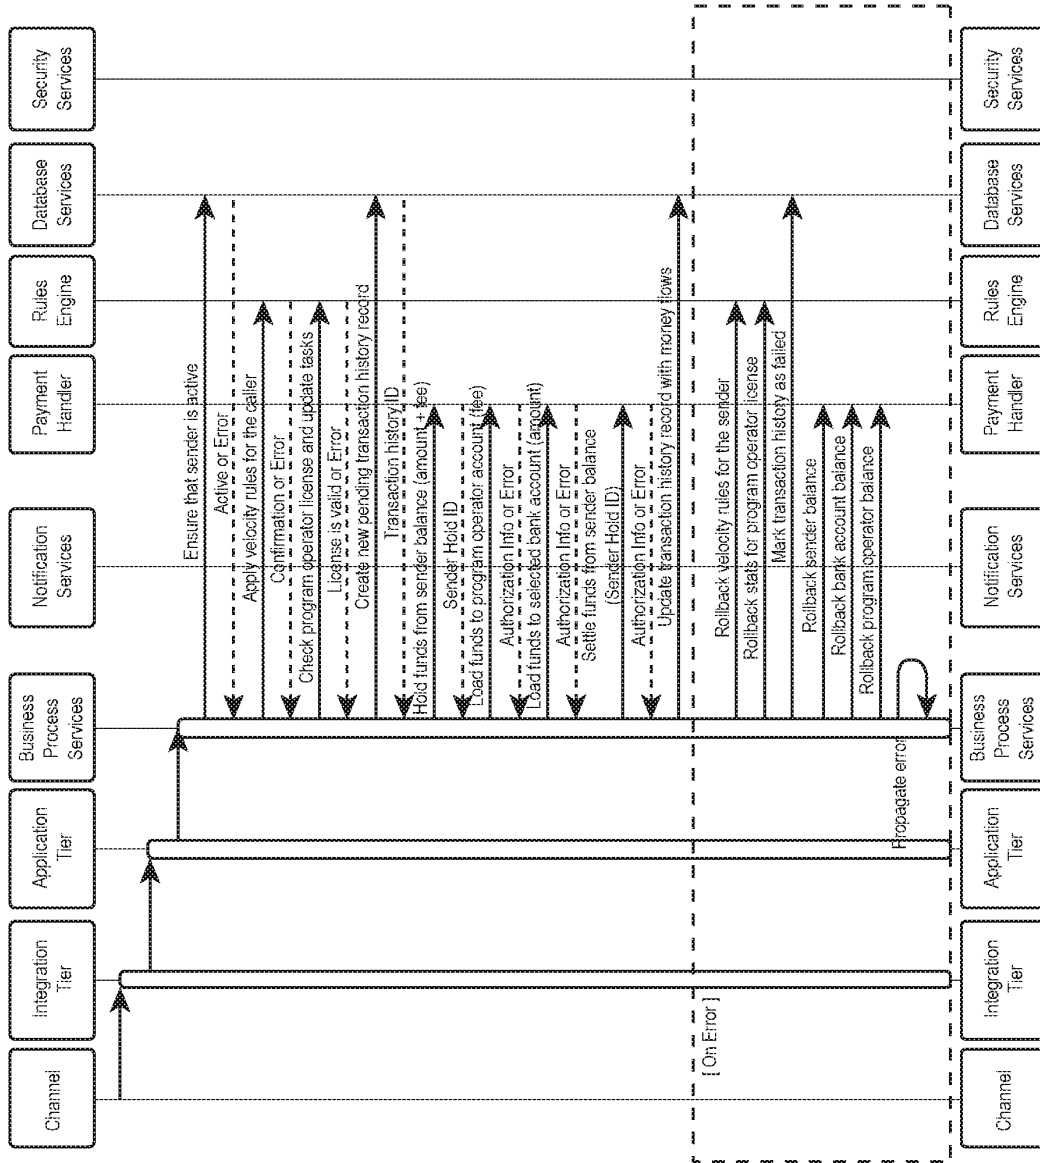 Channel
Integration
Tier
Application
Tier
Business
Process
Services
Notification
Services
Payment
Handler
Rules
Engine
Database
Services
Security
Services
Ensure that sender is active
Active or Error
Apply velocity rules for the caller
Confirmation or Error
Check program operator license and update tasks
License is valid or Error
Create new pending transaction history record
Transaction history ID
Hold funds from sender balance (amount + fee)
Sender Hold ID
Load funds to program operator account (fee)
Authorization Info or Error
Load funds to selected bank account (amount)
Authorization Info or Error
Settle funds from sender balance
(Sender Hold ID)
Authorization Info or Error
Update transaction history record with money flows
[ On Error ]
Rollback velocity rules for the sender
Rollback stats for program operator license
Mark transaction history as failed
Rollback sender balance
Rollback bank account balance
Rollback program operator balance
Propagate error
Channel
Integration
Tier
Application
Tier
Business
Process
Services
Notification
Services
Payment
Handler
Rules
Engine
Database
Services
Security
Services